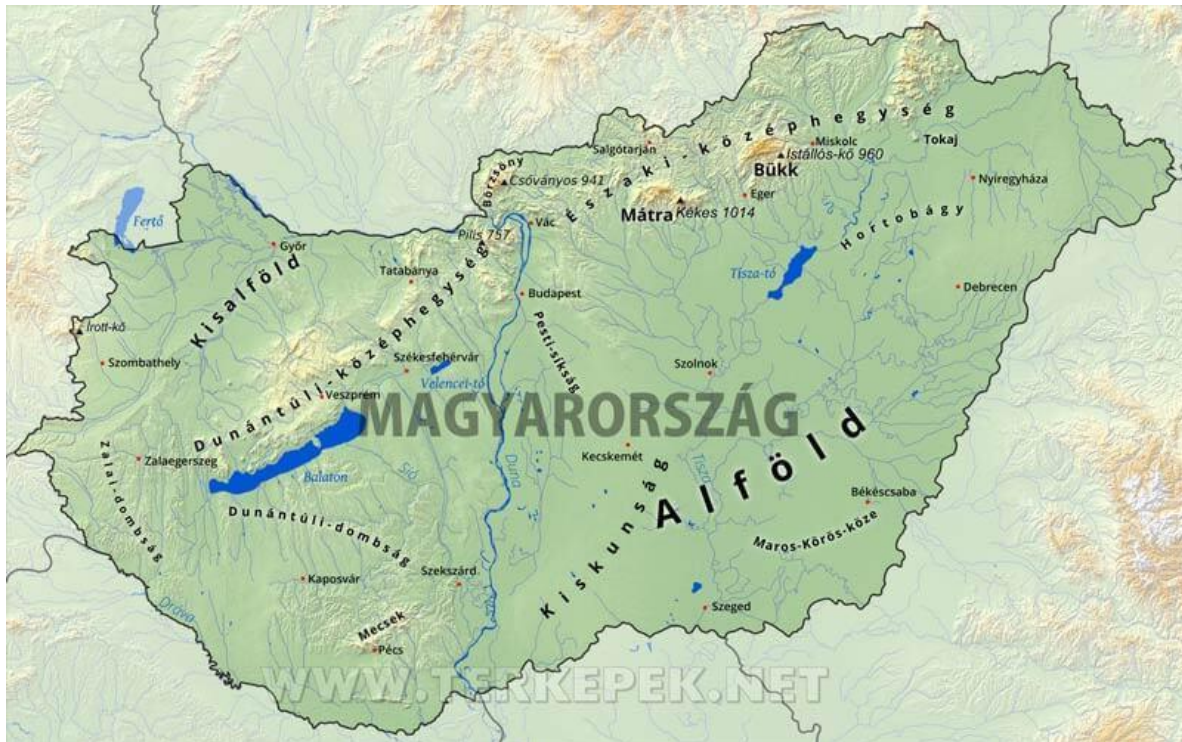 Északi-középhegység
Salgótarján
Miskolc
Tokaj
Istállós-kő 960
Bükk
Börzsöny
Csóványos 941
Eger
Nyíregyháza
Mátra
Kékes 1014
Fertő
Vác
Pilis 757
Győr
Hortobágy
Tatabánya
Tisza-tó
Kisalföld
Budapest
Debrecen
Írott-kő
Pesti-síkság
Szombathely
Székesfehérvár
Szolnok
Velencei-tó
Dunántúli-középhegység
Veszprém
MAGYARORSZÁG
Zalaegerszeg
Balaton
Sió
Duna
Kecskemét
Tisza
Alföld
Zalai-dombság
Békéscsaba
Dunántúli-dombság
Maros-Körös-köze
Kiskunság
Kaposvár
Szekszárd
Dráva
Szeged
Mecsek
Pécs
WWW.TERKEPEK.NET